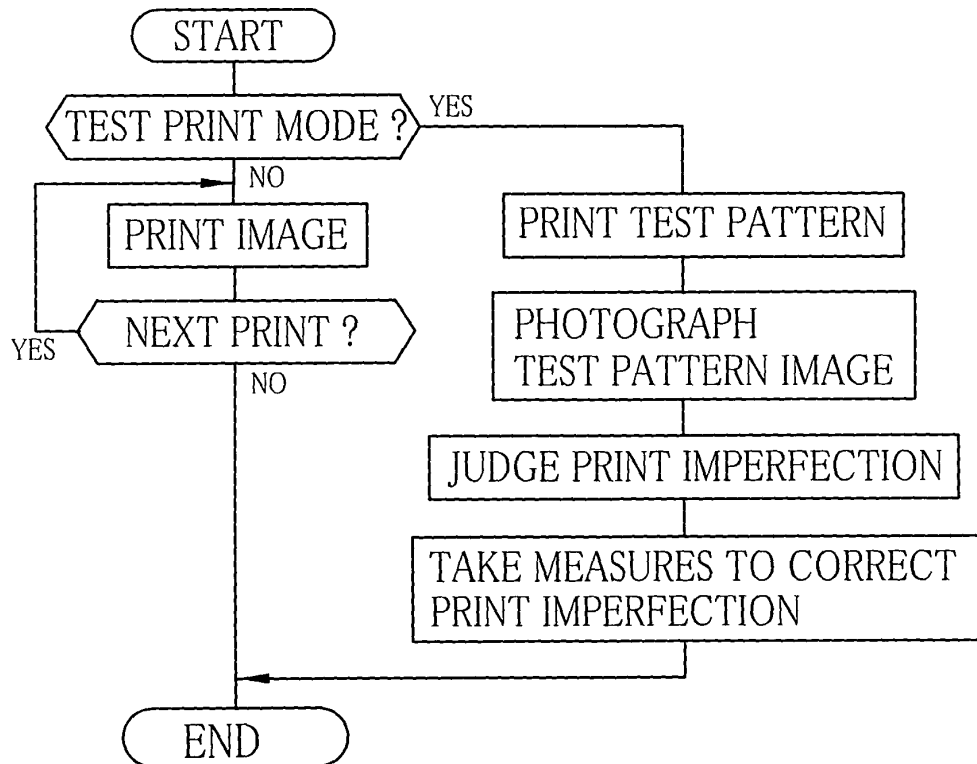 START
TEST PRINT MODE ?
YES
NO
PRINT IMAGE
NEXT PRINT ?
YES
NO
PRINT TEST PATTERN
PHOTOGRAPH
TEST PATTERN IMAGE
JUDGE PRINT IMPERFECTION
TAKE MEASURES TO CORRECT
PRINT IMPERFECTION
END